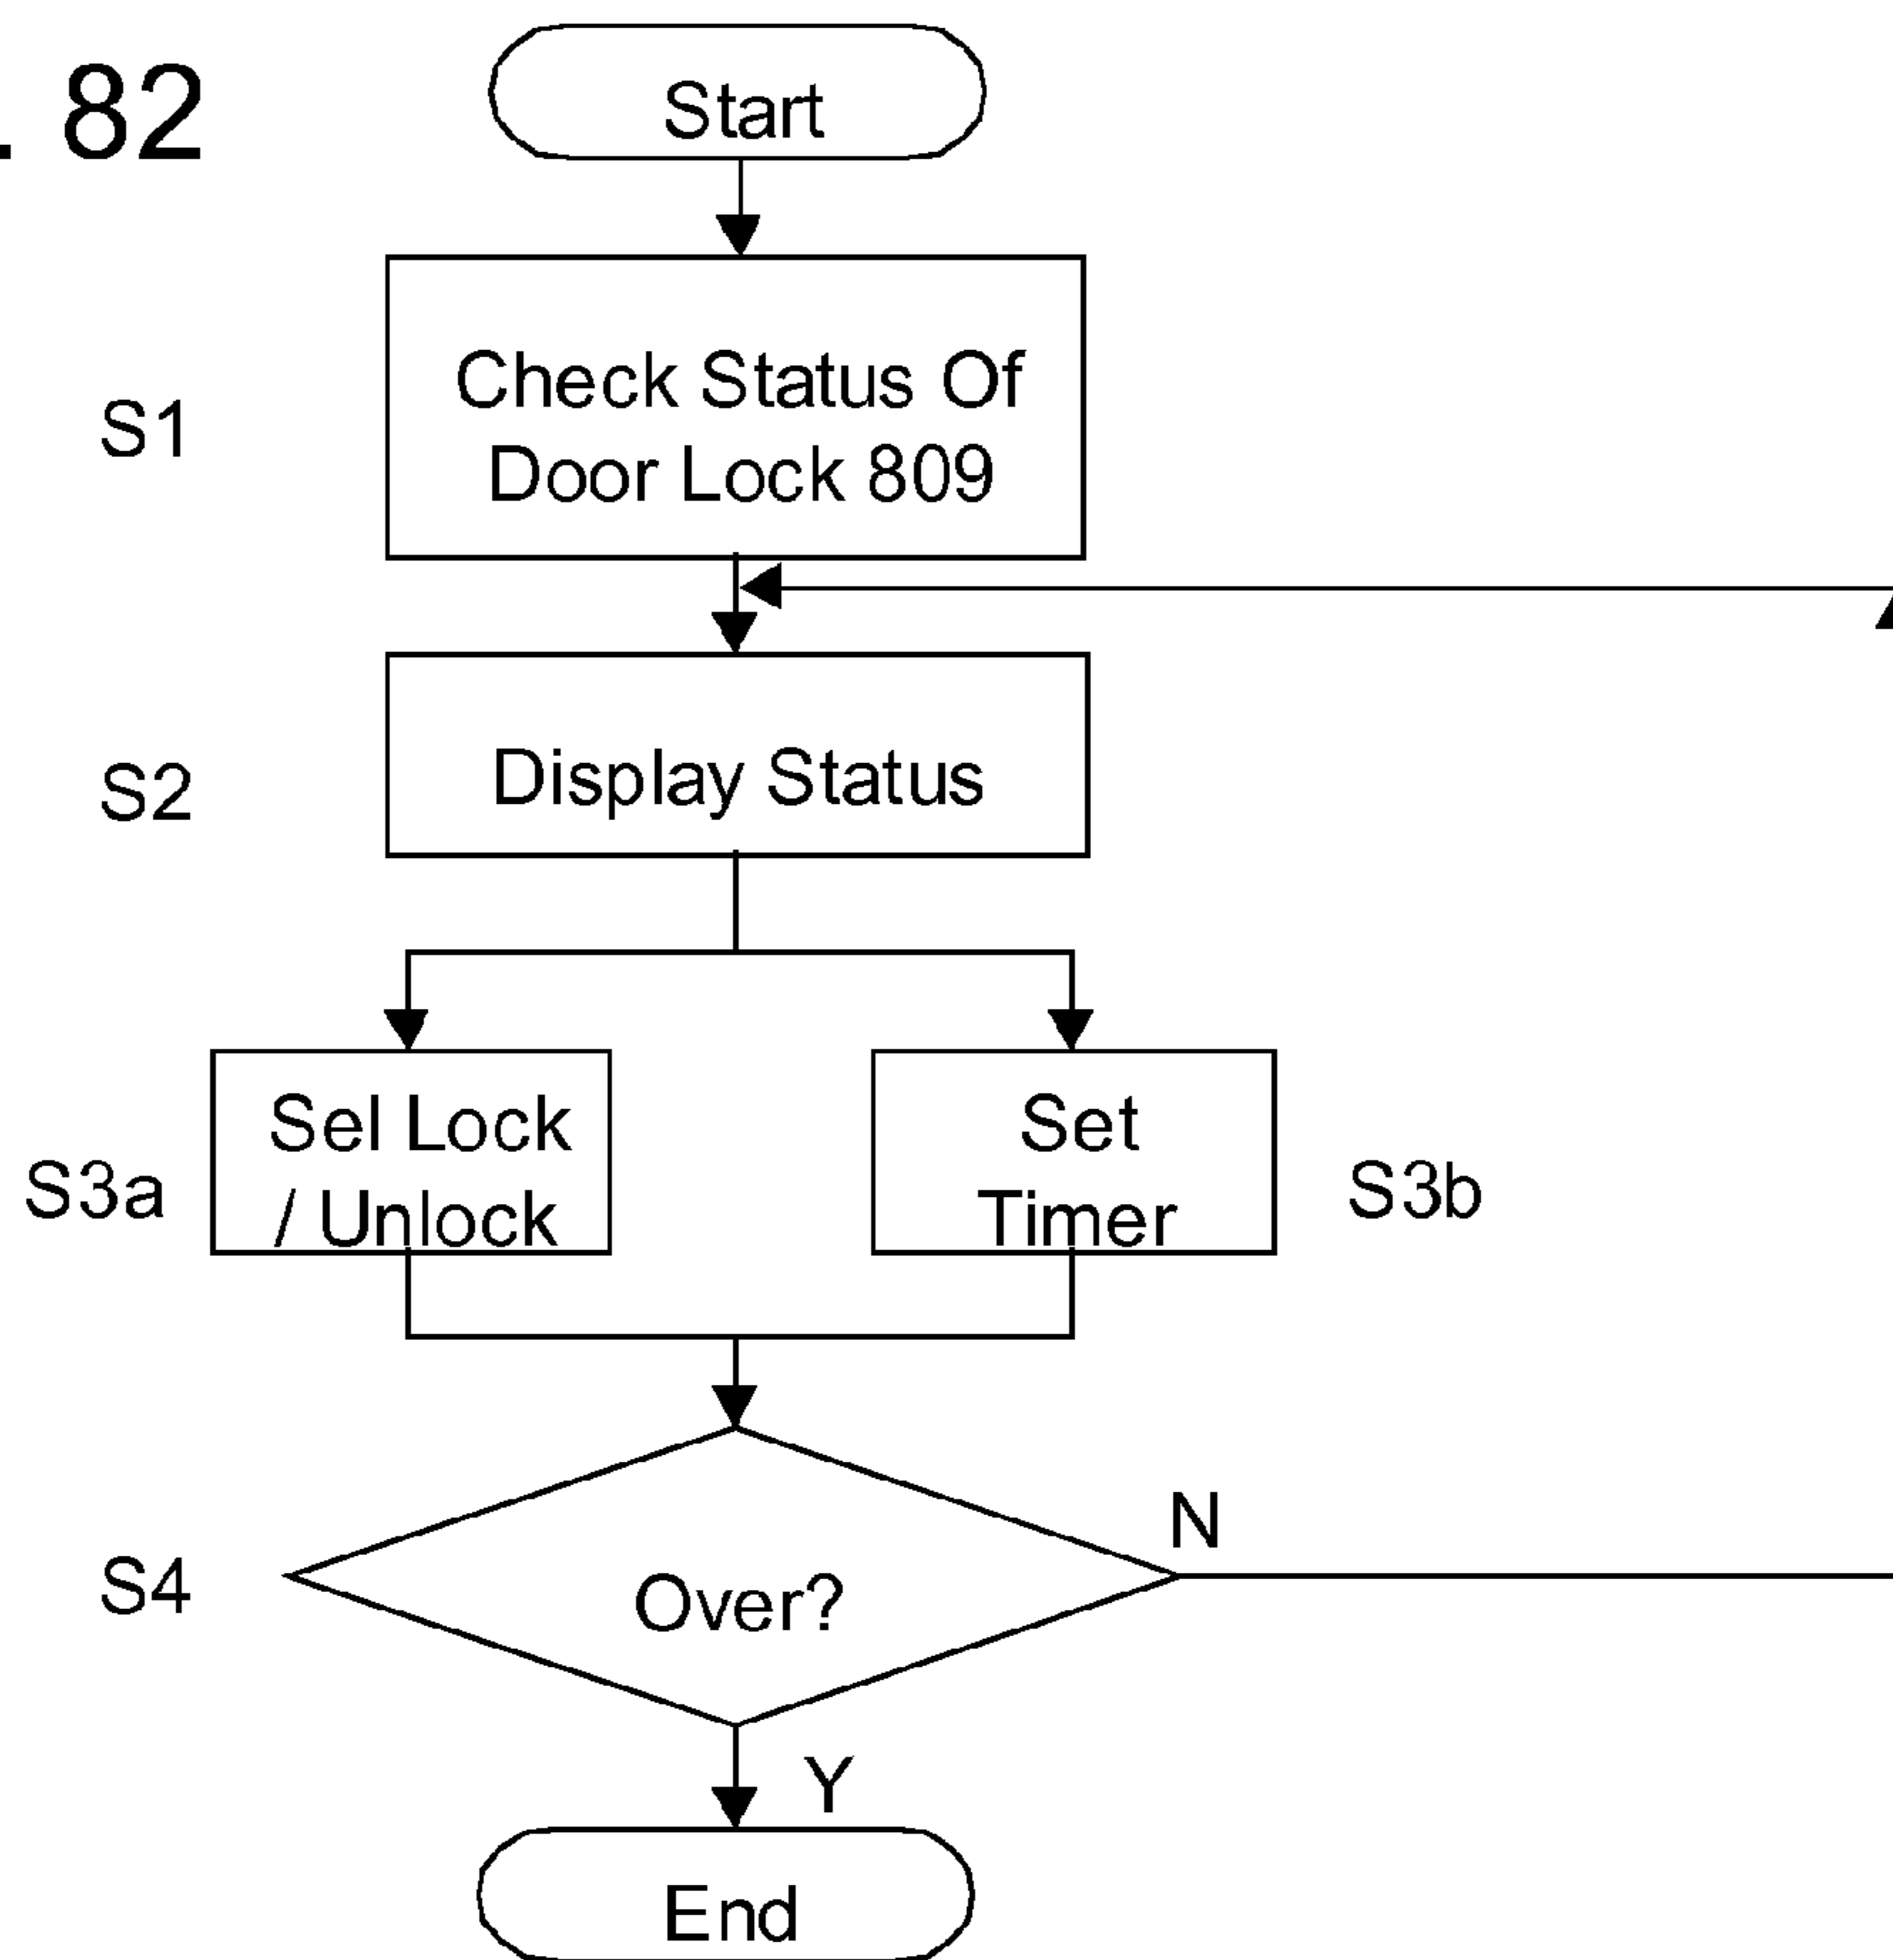 . 82
Start
S1
Check Status Of
Door Lock 809
S2
Display Status
S3a
Sel Lock
/ Unlock
Set
Timer
S3b
S4
Over?
N
Y
End